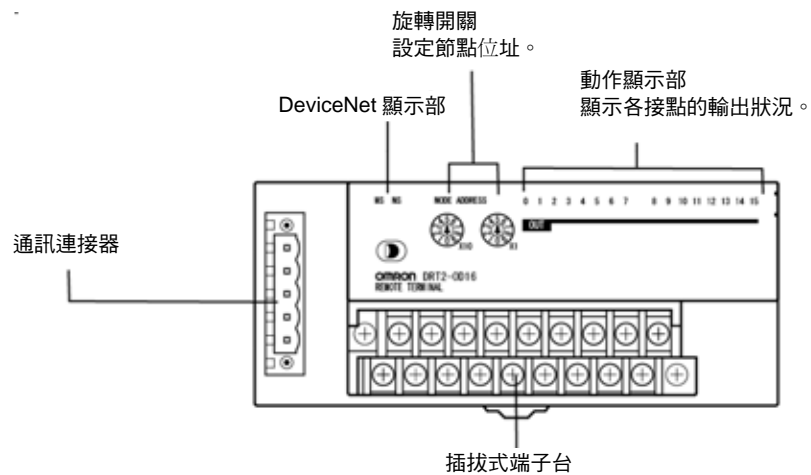 -
旋轉開關
設定節點位址。
動作顯示部
顯示各接點的輸出狀況。
DeviceNet 顯示部
MS NS
NODE ADDRESS
0 1 2 3 4 5 6 7 8 9 10 11 12 13 14 15
OUT
X10
X1
通訊連接器
OMRON DRT2-OD16
REMOTE TERMINAL
插拔式端子台